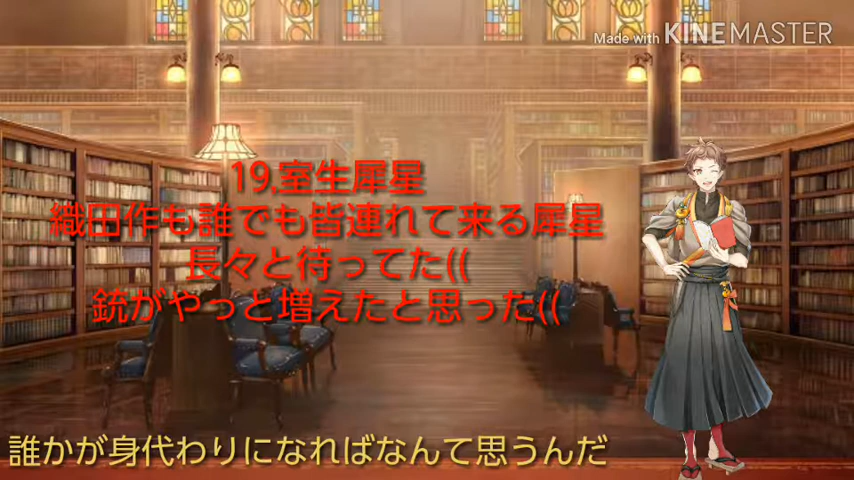 Made with KINEMASTER
19,室生犀星
織田作も誰でも皆連れて来る犀星
長々と待ってた((
銃がやっと増えたと思った((
誰かが身代わりになればなんて思うんだ